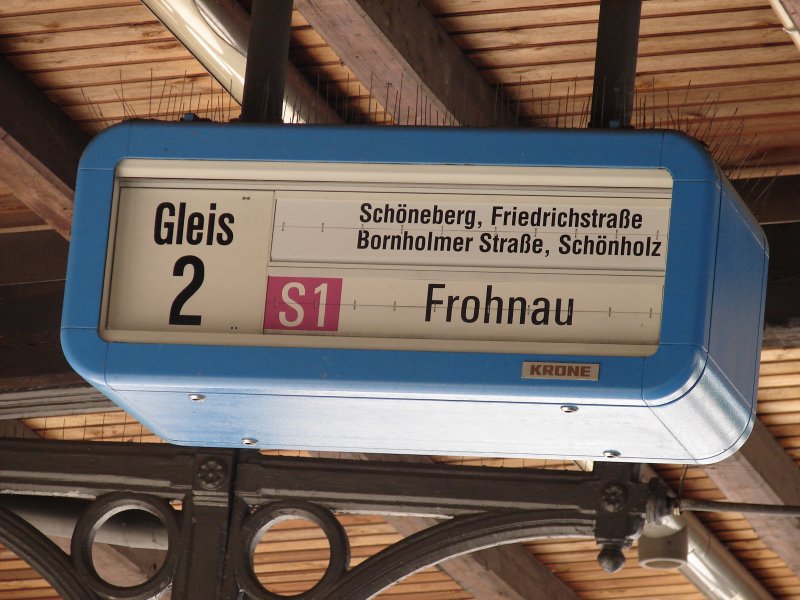 Gleis
2
Schöneberg, Friedrichstraße
Bornholmer Straße, Schönholz
S1 Frohnau
KRONE